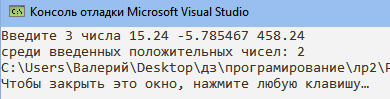 Консоль отладки Microsoft Visual Studio
Введите 3 числа 15.24 -5.785467 458.24
среди введенных положительных чисел: 2
C:\Users\Валерий\Desktop\дз\програмирование\лр2\
Чтобы закрыть это окно, нажмите любую клавишу…